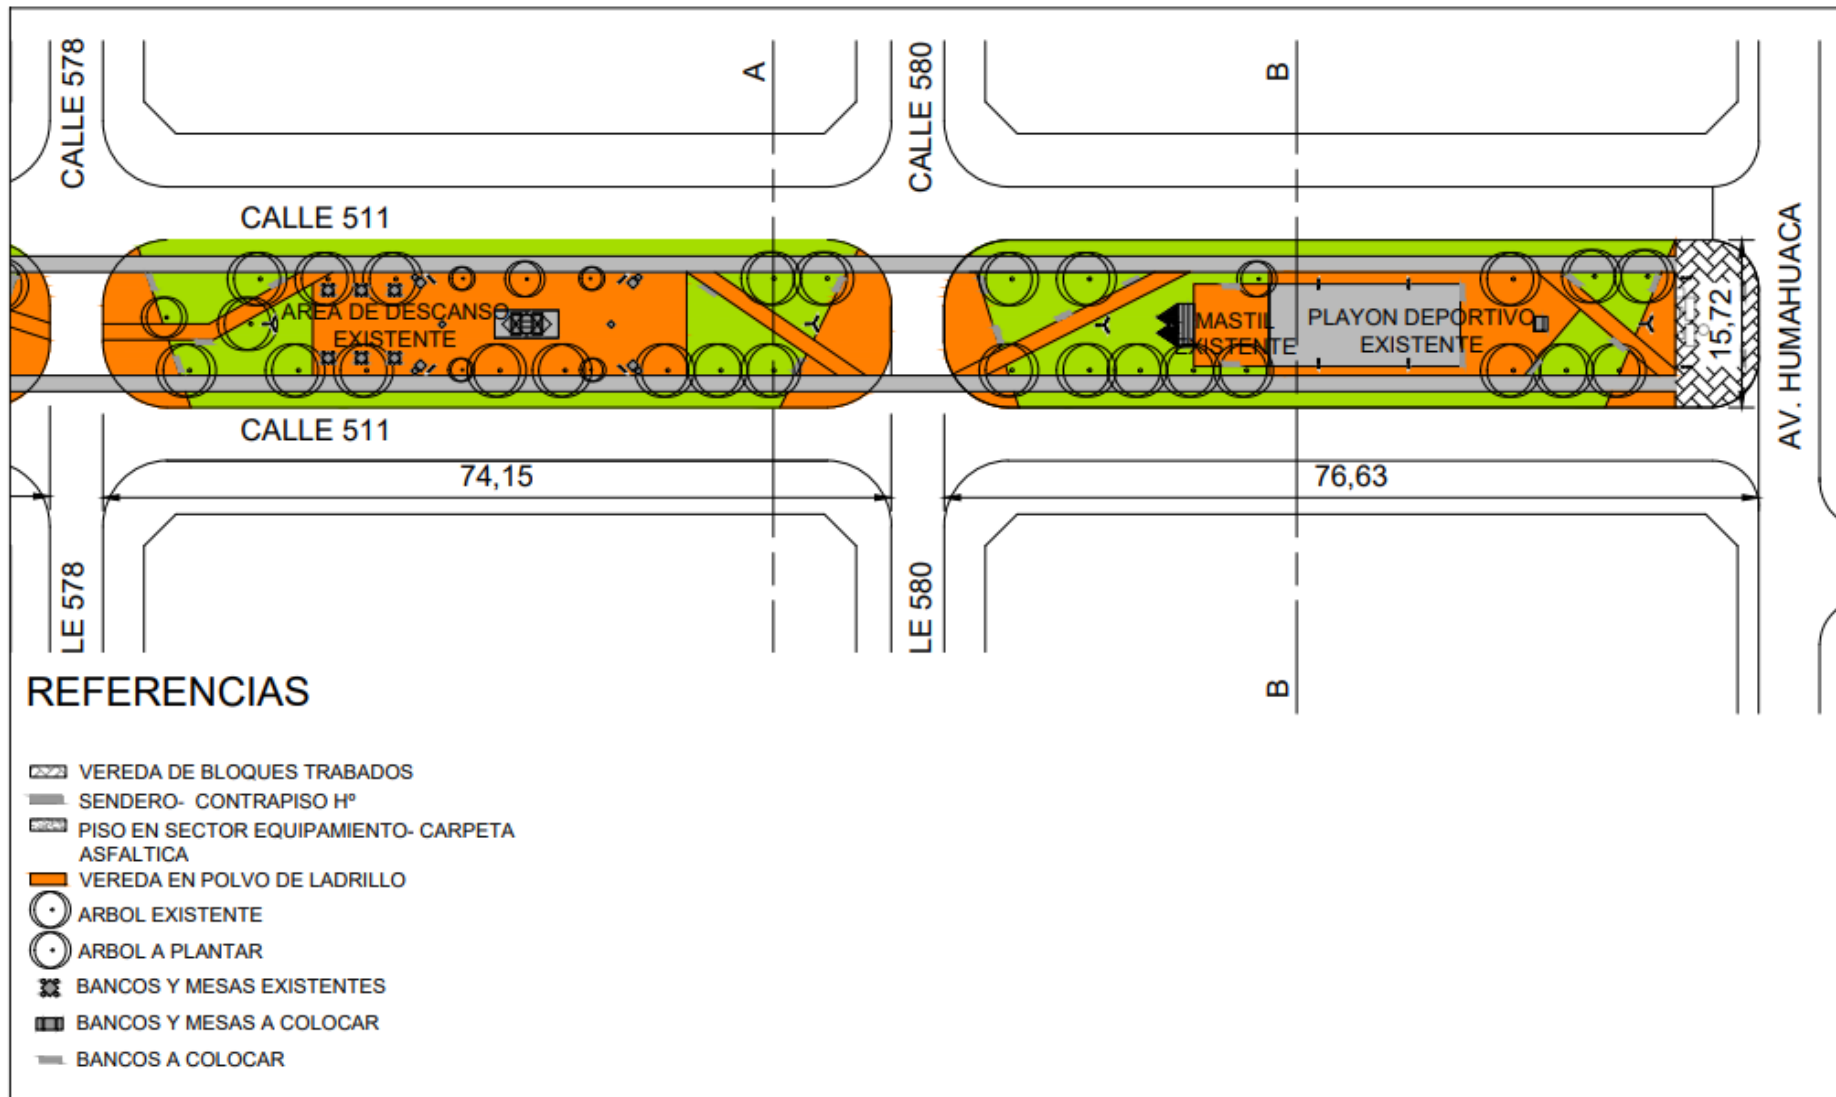 CALLE 578
A
CALLE 580
B
CALLE 511
AREA DE DESCANSO
EXISTENTE
MASTIL
EXISTENTE
PLAYON DEPORTIVO
EXISTENTE
15,72
AV. HUMAHUACA
CALLE 511
74,15
76,63
LE 578
LE 580
B
REFERENCIAS
VEREDA DE BLOQUES TRABADOS
SENDERO- CONTRAPISO Hº
PISO EN SECTOR EQUIPAMIENTO- CARPETA
ASFALTICA
VEREDA EN POLVO DE LADRILLO
ARBOL EXISTENTE
ARBOL A PLANTAR
BANCOS Y MESAS EXISTENTES
BANCOS Y MESAS A COLOCAR
BANCOS A COLOCAR